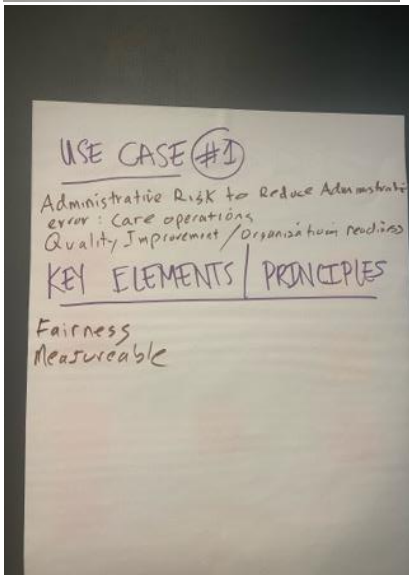 USE CASE #1
Administrative Risk to Reduce Administrati
error : Care operations
Quality Improvement / Organization readiness
KEY ELEMENTS | PRINCIPLES
Fairness
Measureable